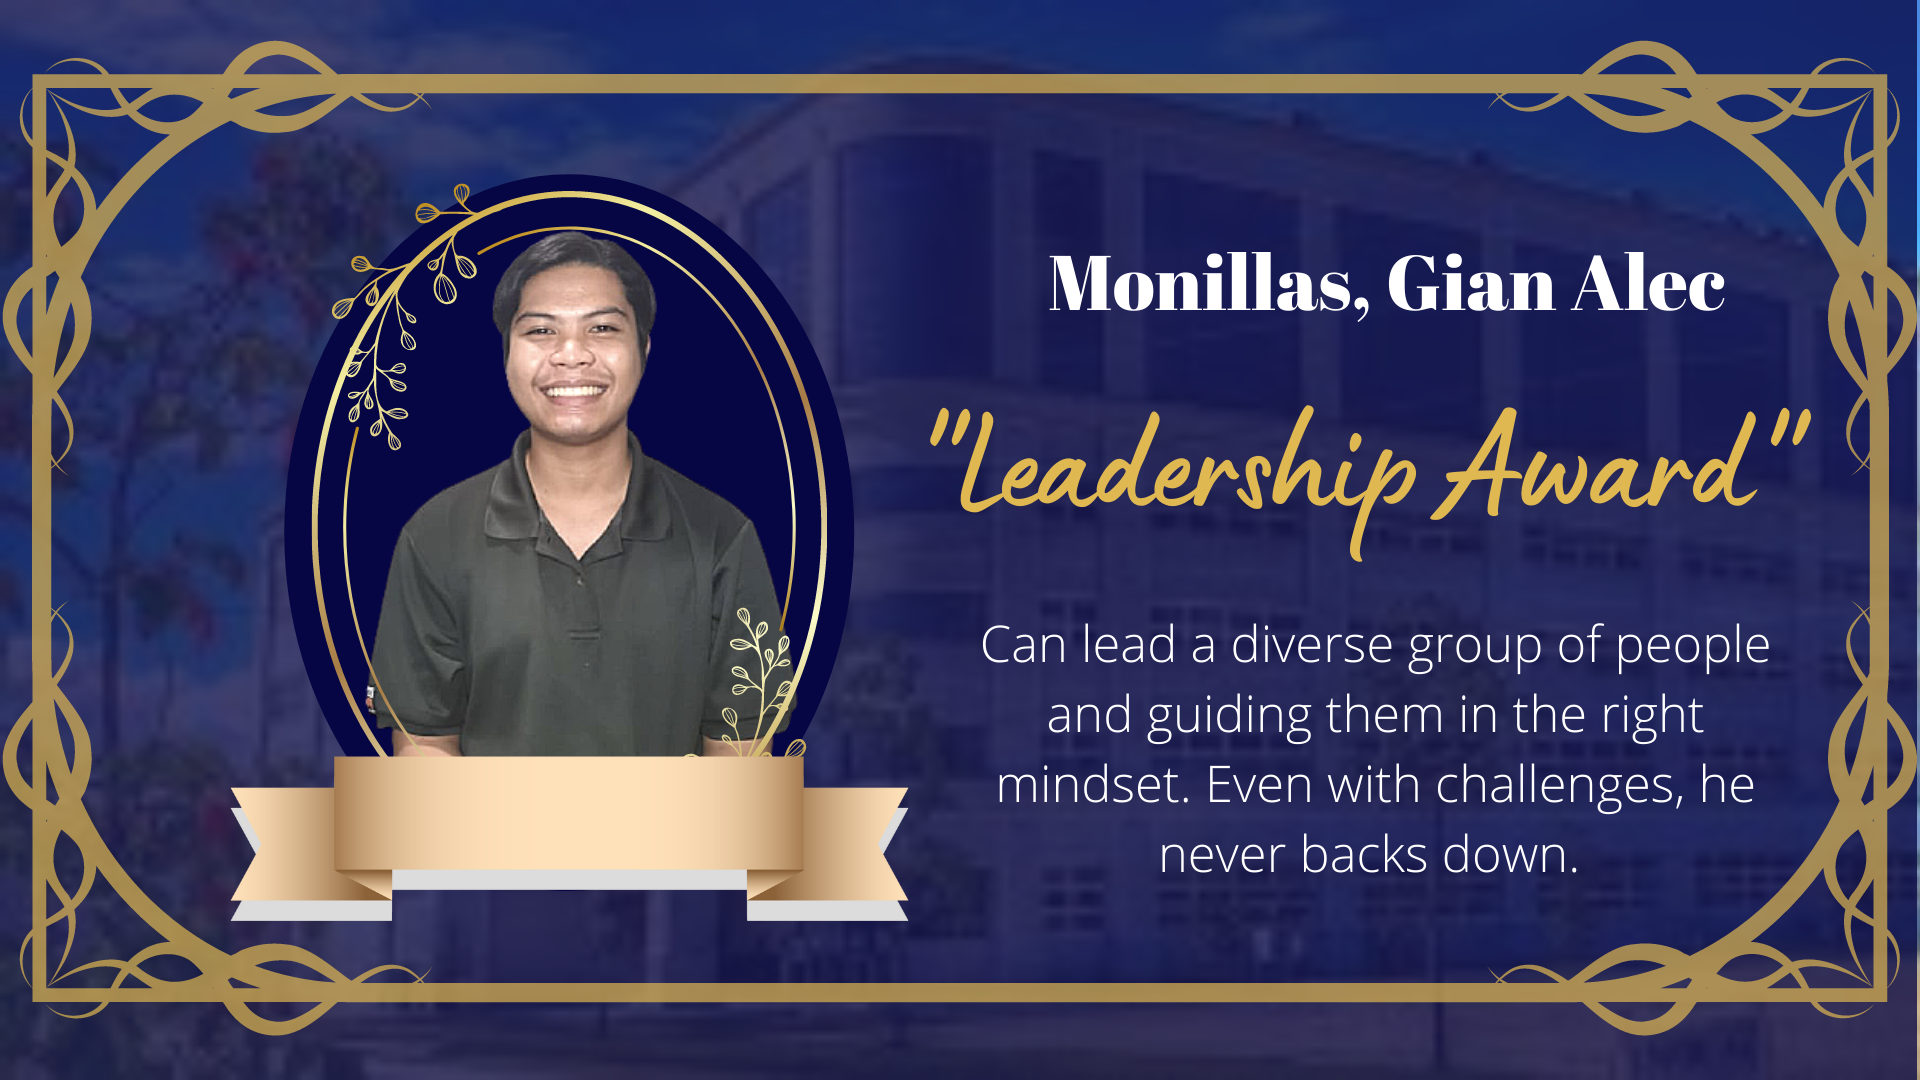 Monillas, Gian Alec
"Leadership Award"
Can lead a diverse group of people
and guiding them in the right
mindset. Even with challenges, he
never backs down.